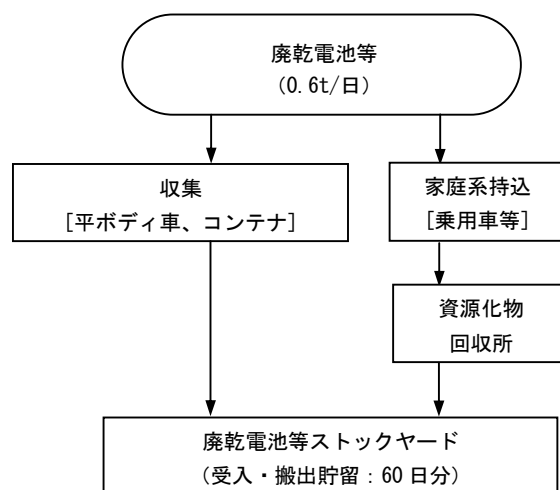 廃乾電池等
（0.6t/日）
収集
[平ボディ車、コンテナ]
家庭系持込
[乗用車等]
資源化物
回収所
廃乾電池等ストックヤード
（受入・搬出貯留：60日分）